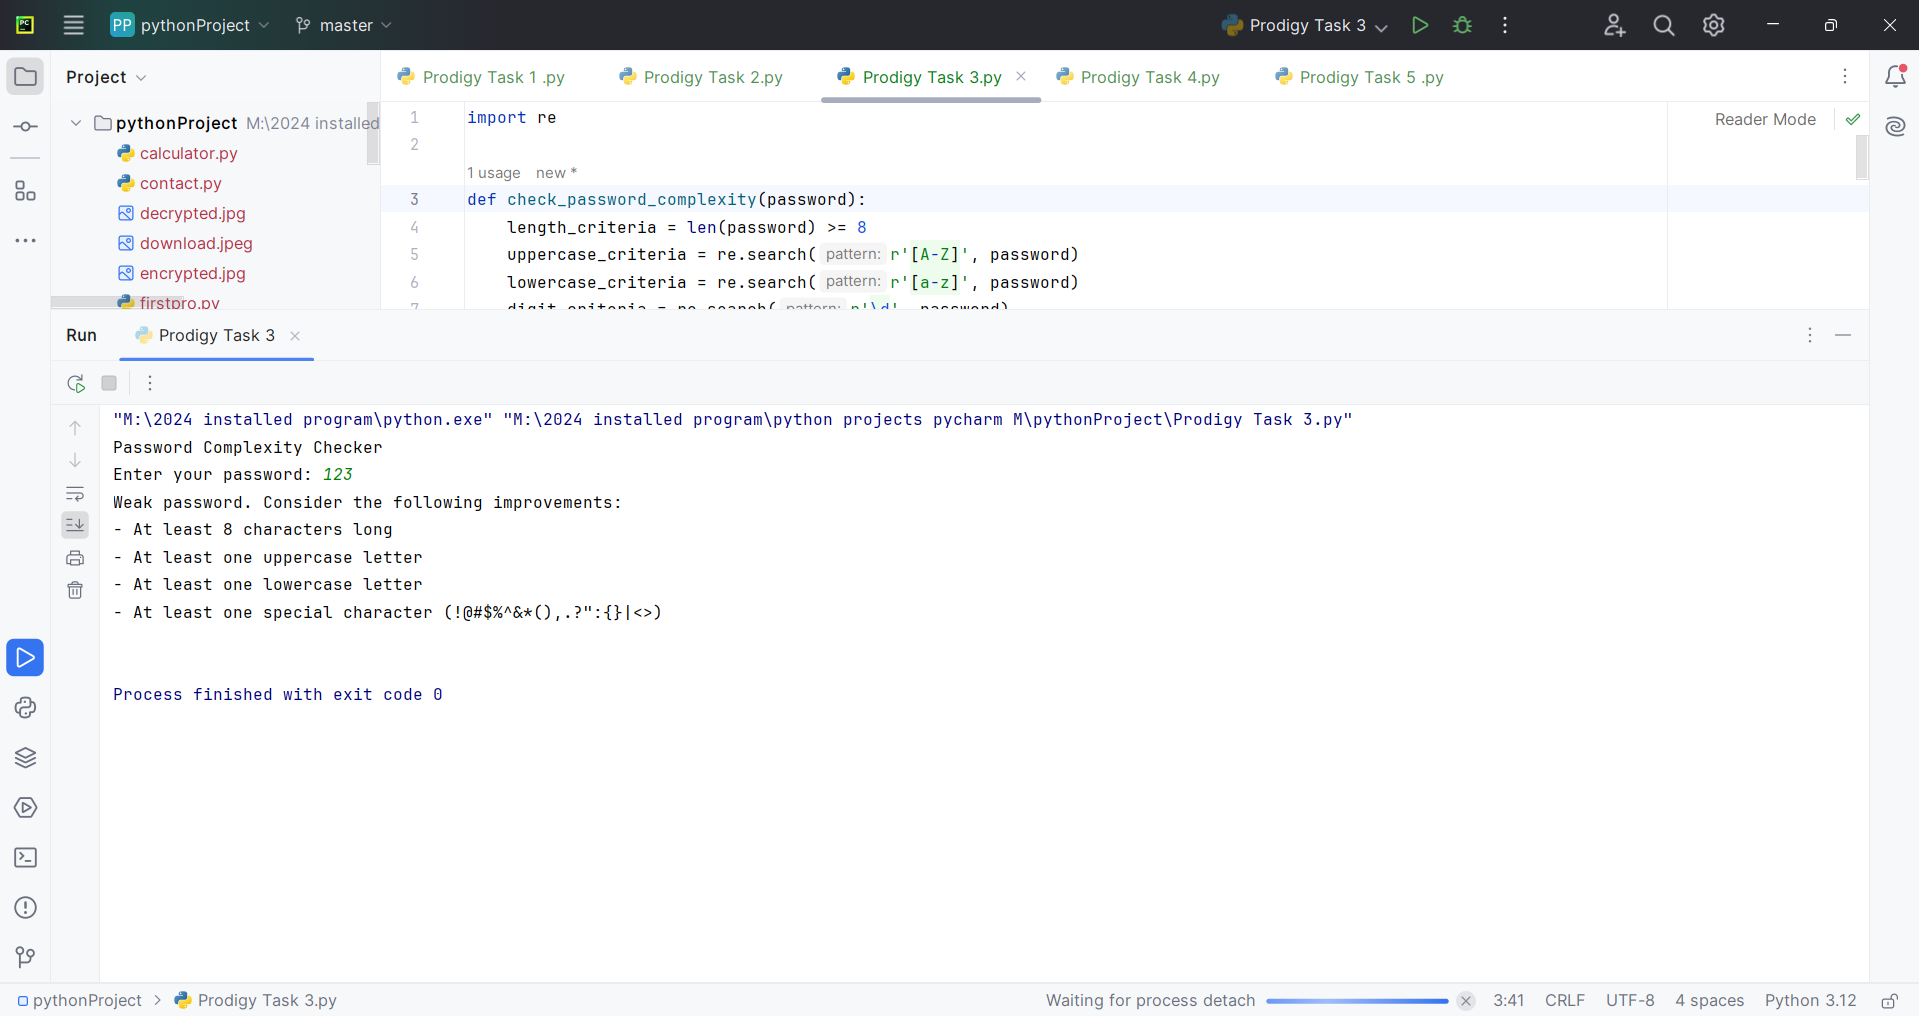 PC
PP pythonProject master Prodigy Task 3
Project
Prodigy Task 1 .py Prodigy Task 2.py Prodigy Task 3.py Prodigy Task 4.py Prodigy Task 5 .py
pythonProject M:\2024 installed
calculator.py
contact.py
decrypted.jpg
download.jpeg
encrypted.jpg
firstpro.py
Reader Mode
1 import re
2
1 usage new *
3 def check_password_complexity(password):
4 length_criteria = len(password) >= 8
5 uppercase_criteria = re.search( pattern: r'[A-Z]', password)
6 lowercase_criteria = re.search( pattern: r'[a-z]', password)
7 digit_criteria = re.search( pattern: r'\d', password)
Run Prodigy Task 3
"M:\2024 installed program\python.exe" "M:\2024 installed program\python projects pycharm M\pythonProject\Prodigy Task 3.py"
Password Complexity Checker
Enter your password: 123
Weak password. Consider the following improvements:
- At least 8 characters long
- At least one uppercase letter
- At least one lowercase letter
- At least one special character (!@#$%^&*(),.?":{}|<>)
Process finished with exit code 0
pythonProject > Prodigy Task 3.py
Waiting for process detach 3:41 CRLF UTF-8 4 spaces Python 3.12